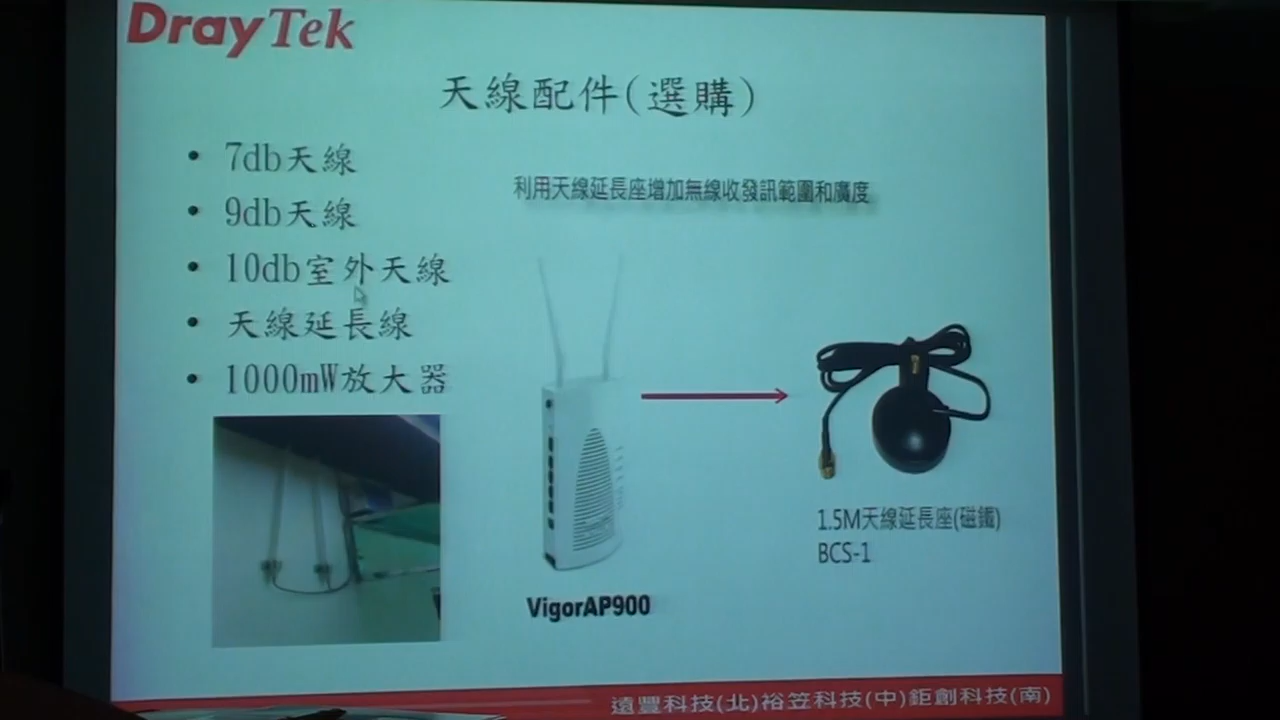 DrayTek
天線配件(選購)
• 7db天線
• 9db天線
• 10db室外天線
• 天線延長線
• 1000mW放大器
利用天線延長座增加無線收發訊範圍和廣度
VigorAP900
1.5M天線延長座(磁鐵)
BCS-1
遠豐科技(北)裕笠科技(中)鉅創科技(南)